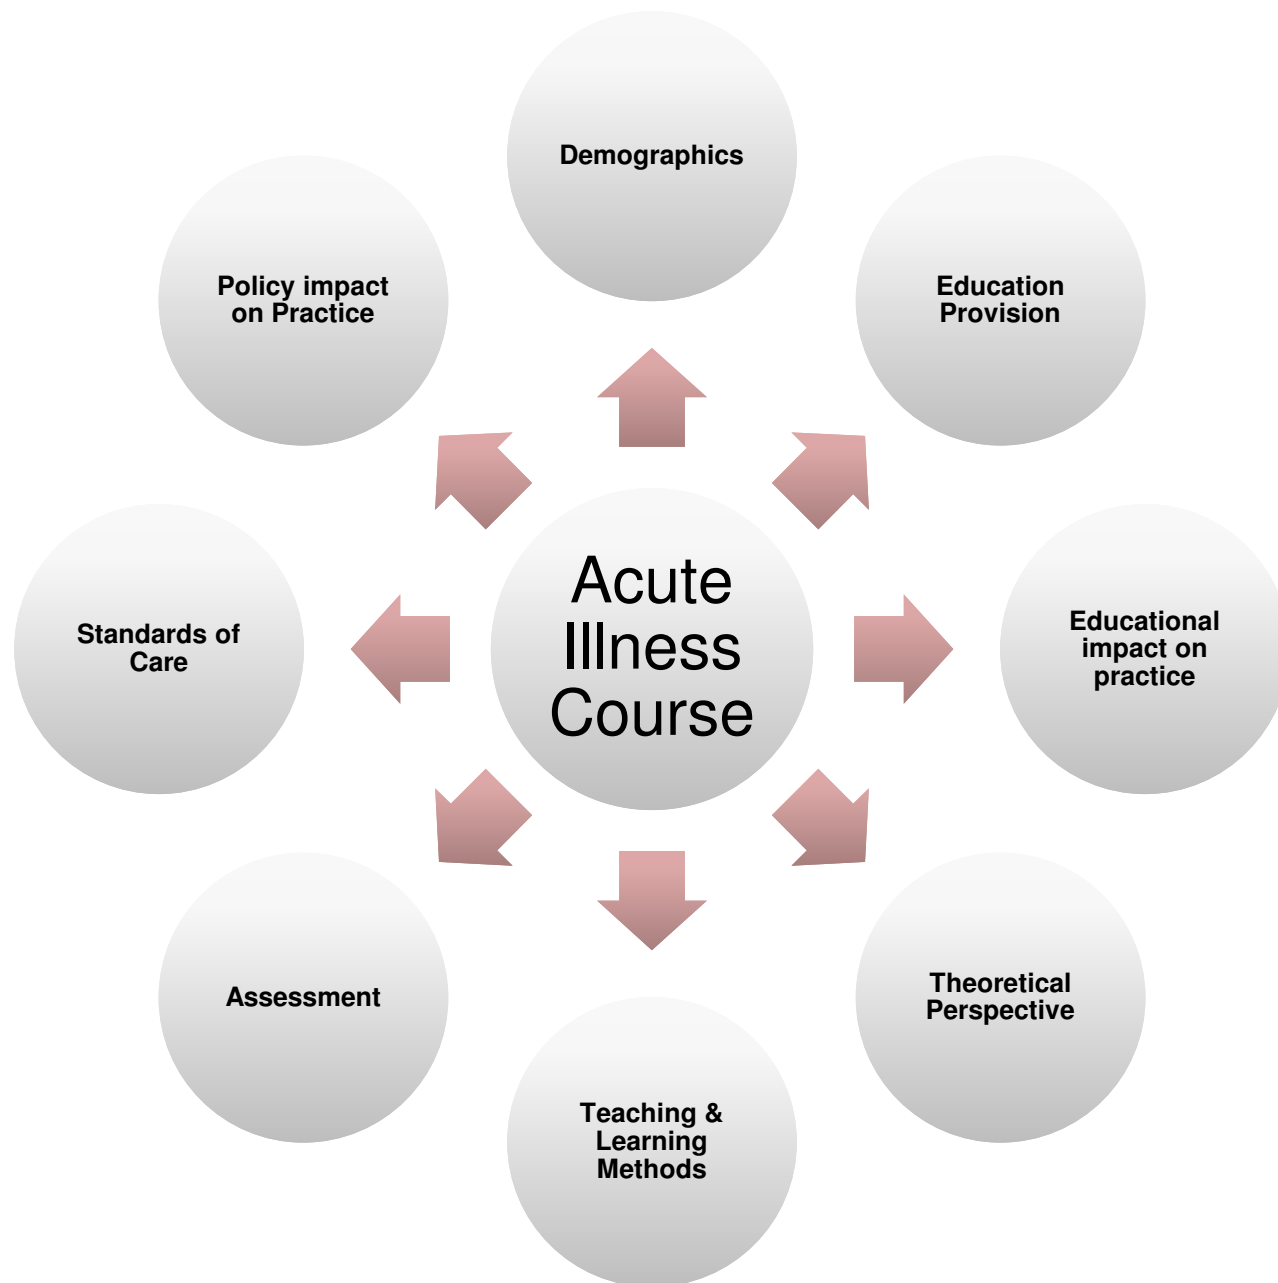 Demographics
Education
Provision
Educational
impact on
practice
Theoretical
Perspective
Teaching &
Learning
Methods
Assessment
Standards of
Care
Policy impact
on Practice
Acute
Illness
Course